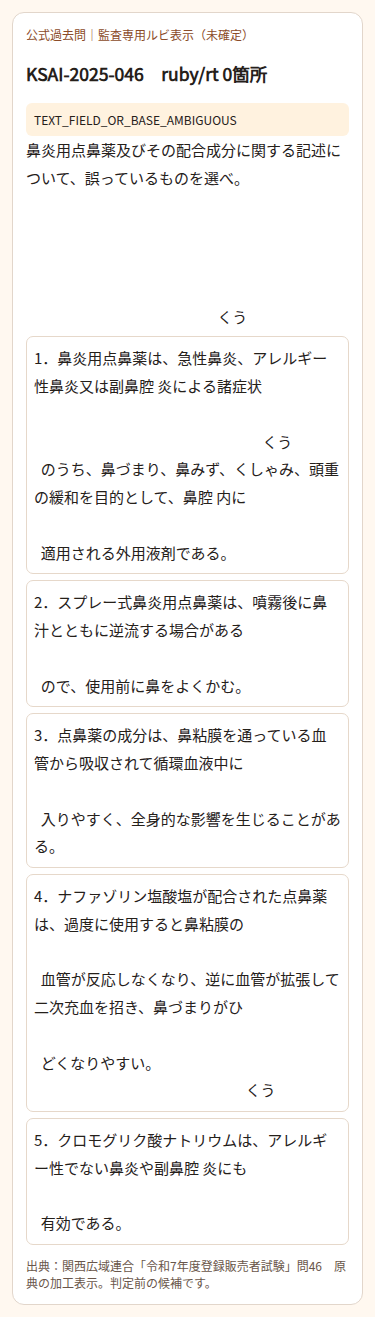 公式過去問｜監査専用ルビ表示（未確定）
KSAI-2025-046　ruby/rt 0箇所
TEXT_FIELD_OR_BASE_AMBIGUOUS
鼻炎用点鼻薬及びその配合成分に関する記述に
ついて、誤っているものを選べ。
くう
1．鼻炎用点鼻薬は、急性鼻炎、アレルギー
性鼻炎又は副鼻腔 炎による諸症状
くう
のうち、鼻づまり、鼻みず、くしゃみ、頭重
の緩和を目的として、鼻腔 内に
適用される外用液剤である。
2．スプレー式鼻炎用点鼻薬は、噴霧後に鼻
汁とともに逆流する場合がある
ので、使用前に鼻をよくかむ。
3．点鼻薬の成分は、鼻粘膜を通っている血
管から吸収されて循環血液中に
入りやすく、全身的な影響を生じることがあ
る。
4．ナファゾリン塩酸塩が配合された点鼻薬
は、過度に使用すると鼻粘膜の
血管が反応しなくなり、逆に血管が拡張して
二次充血を招き、鼻づまりがひ
どくなりやすい。
くう
5．クロモグリク酸ナトリウムは、アレルギ
ー性でない鼻炎や副鼻腔 炎にも
有効である。
出典：関西広域連合「令和7年度登録販売者試験」問46　原
典の加工表示。判定前の候補です。